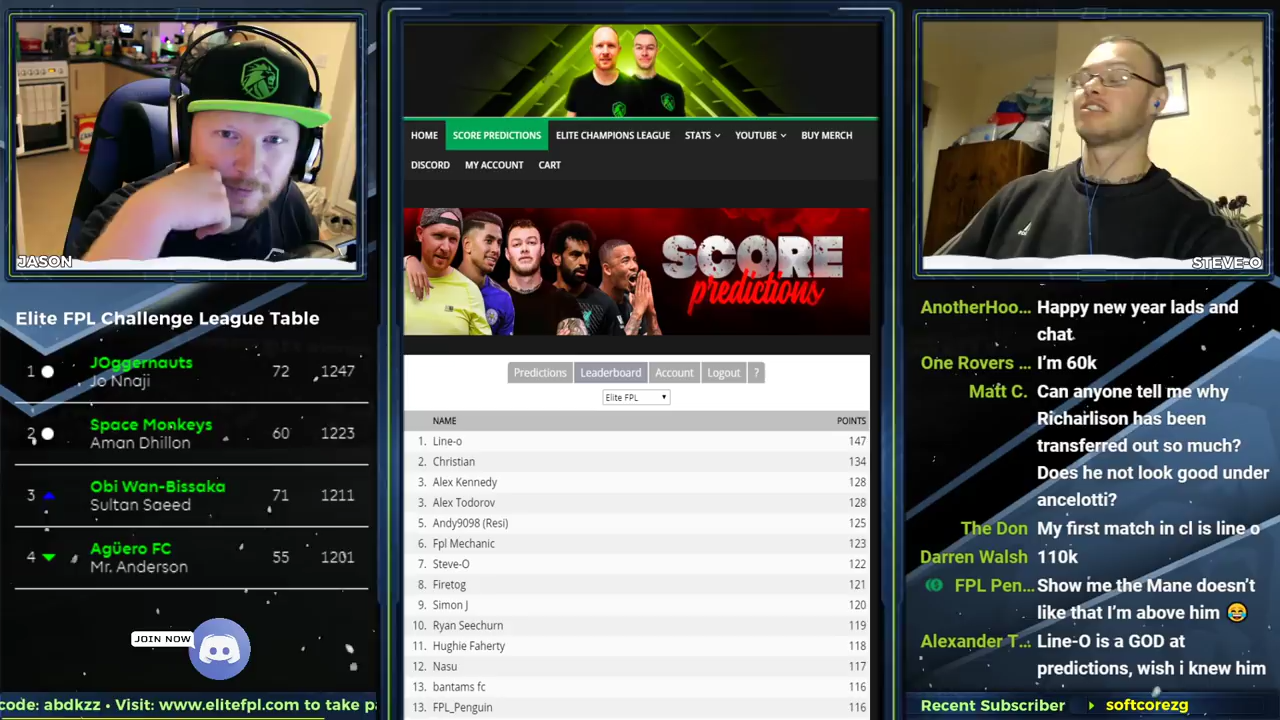 JASON
Elite FPL Challenge League Table
1 JOggernauts 72 1247
Jo Nnaji
2 Space Monkeys 60 1223
Aman Dhillon
3 Obi Wan-Bissaka 71 1211
Sultan Saeed
4 Agüero FC 55 1201
Mr. Anderson
JOIN NOW
code: abdkzz • Visit: www.elitefpl.com to take pa
HOME SCORE PREDICTIONS ELITE CHAMPIONS LEAGUE STATS YOUTUBE BUY MERCH
DISCORD MY ACCOUNT CART
SCORE
predictions
Predictions Leaderboard Account Logout ?
Elite FPL
NAME POINTS
1. Line-o 147
2. Christian 134
3. Alex Kennedy 128
3. Alex Todorov 128
5. Andy9098 (Resi) 125
6. Fpl Mechanic 123
7. Steve-O 122
8. Firetog 121
9. Simon J 120
10. Ryan Seechurn 119
11. Hughie Faherty 118
12. Nasu 117
13. bantams fc 116
13. FPL_Penguin 116
STEVE-O
AnotherHoo... Happy new year lads and
chat
One Rovers ... I'm 60k
Matt C. Can anyone tell me why
Richarlison has been
transferred out so much?
Does he not look good under
ancelotti?
The Don My first match in cl is line o
Darren Walsh 110k
FPL Pen... Show me the Mane doesn't
like that I'm above him 😂
Alexander T... Line-O is a GOD at
predictions, wish i knew him
Recent Subscriber softcorezg